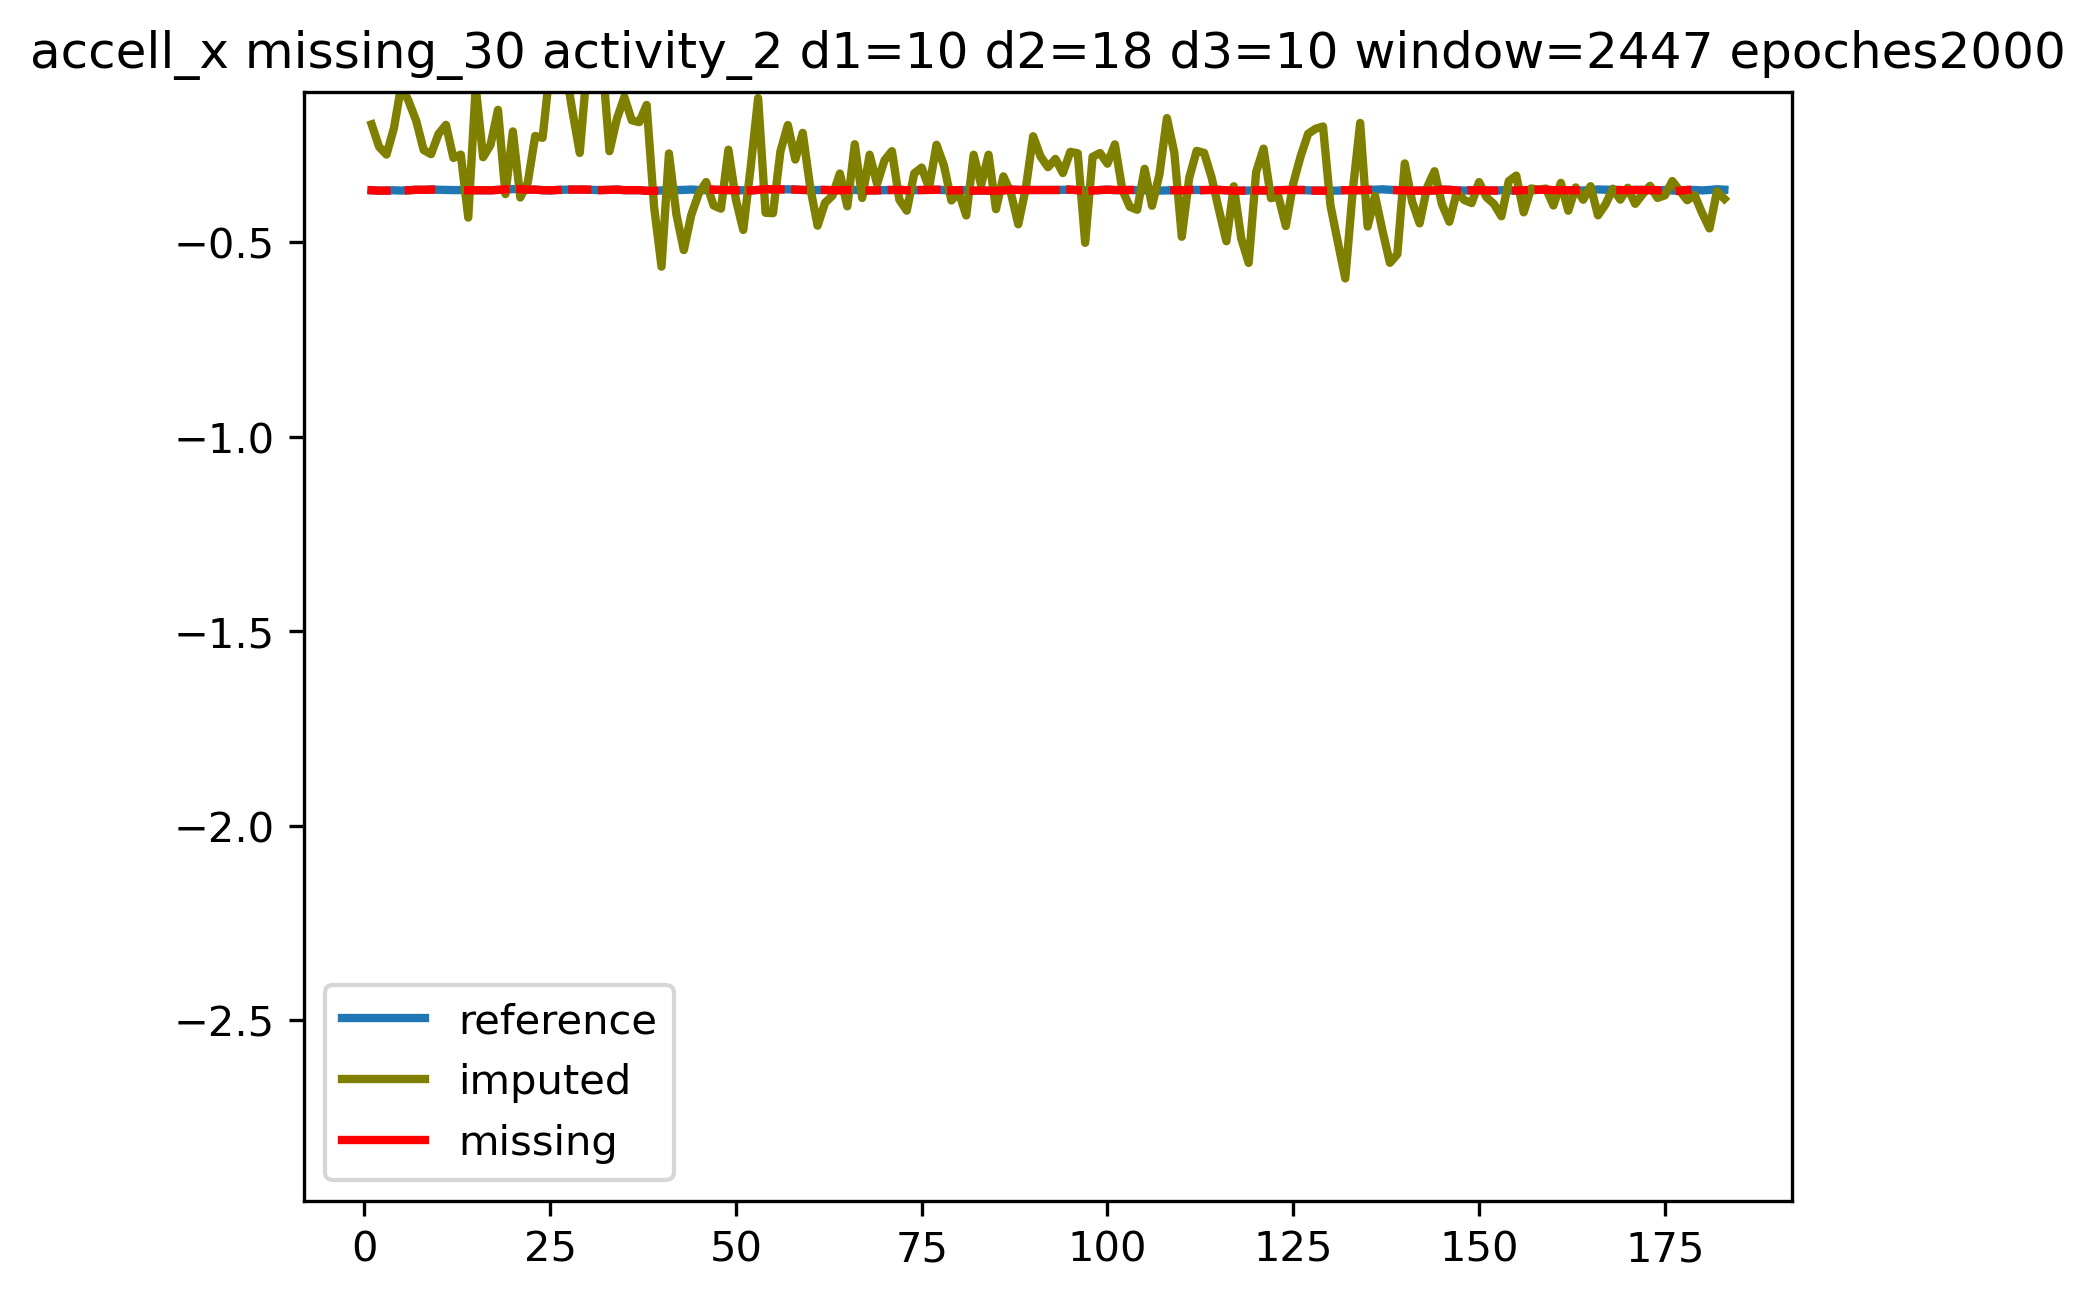 accell_x missing_30 activity_2 d1=10 d2=18 d3=10 window=2447 epoches2000
−0.5
−1.0
−1.5
−2.0
−2.5
reference
imputed
missing
0 25 50 75 100 125 150 175